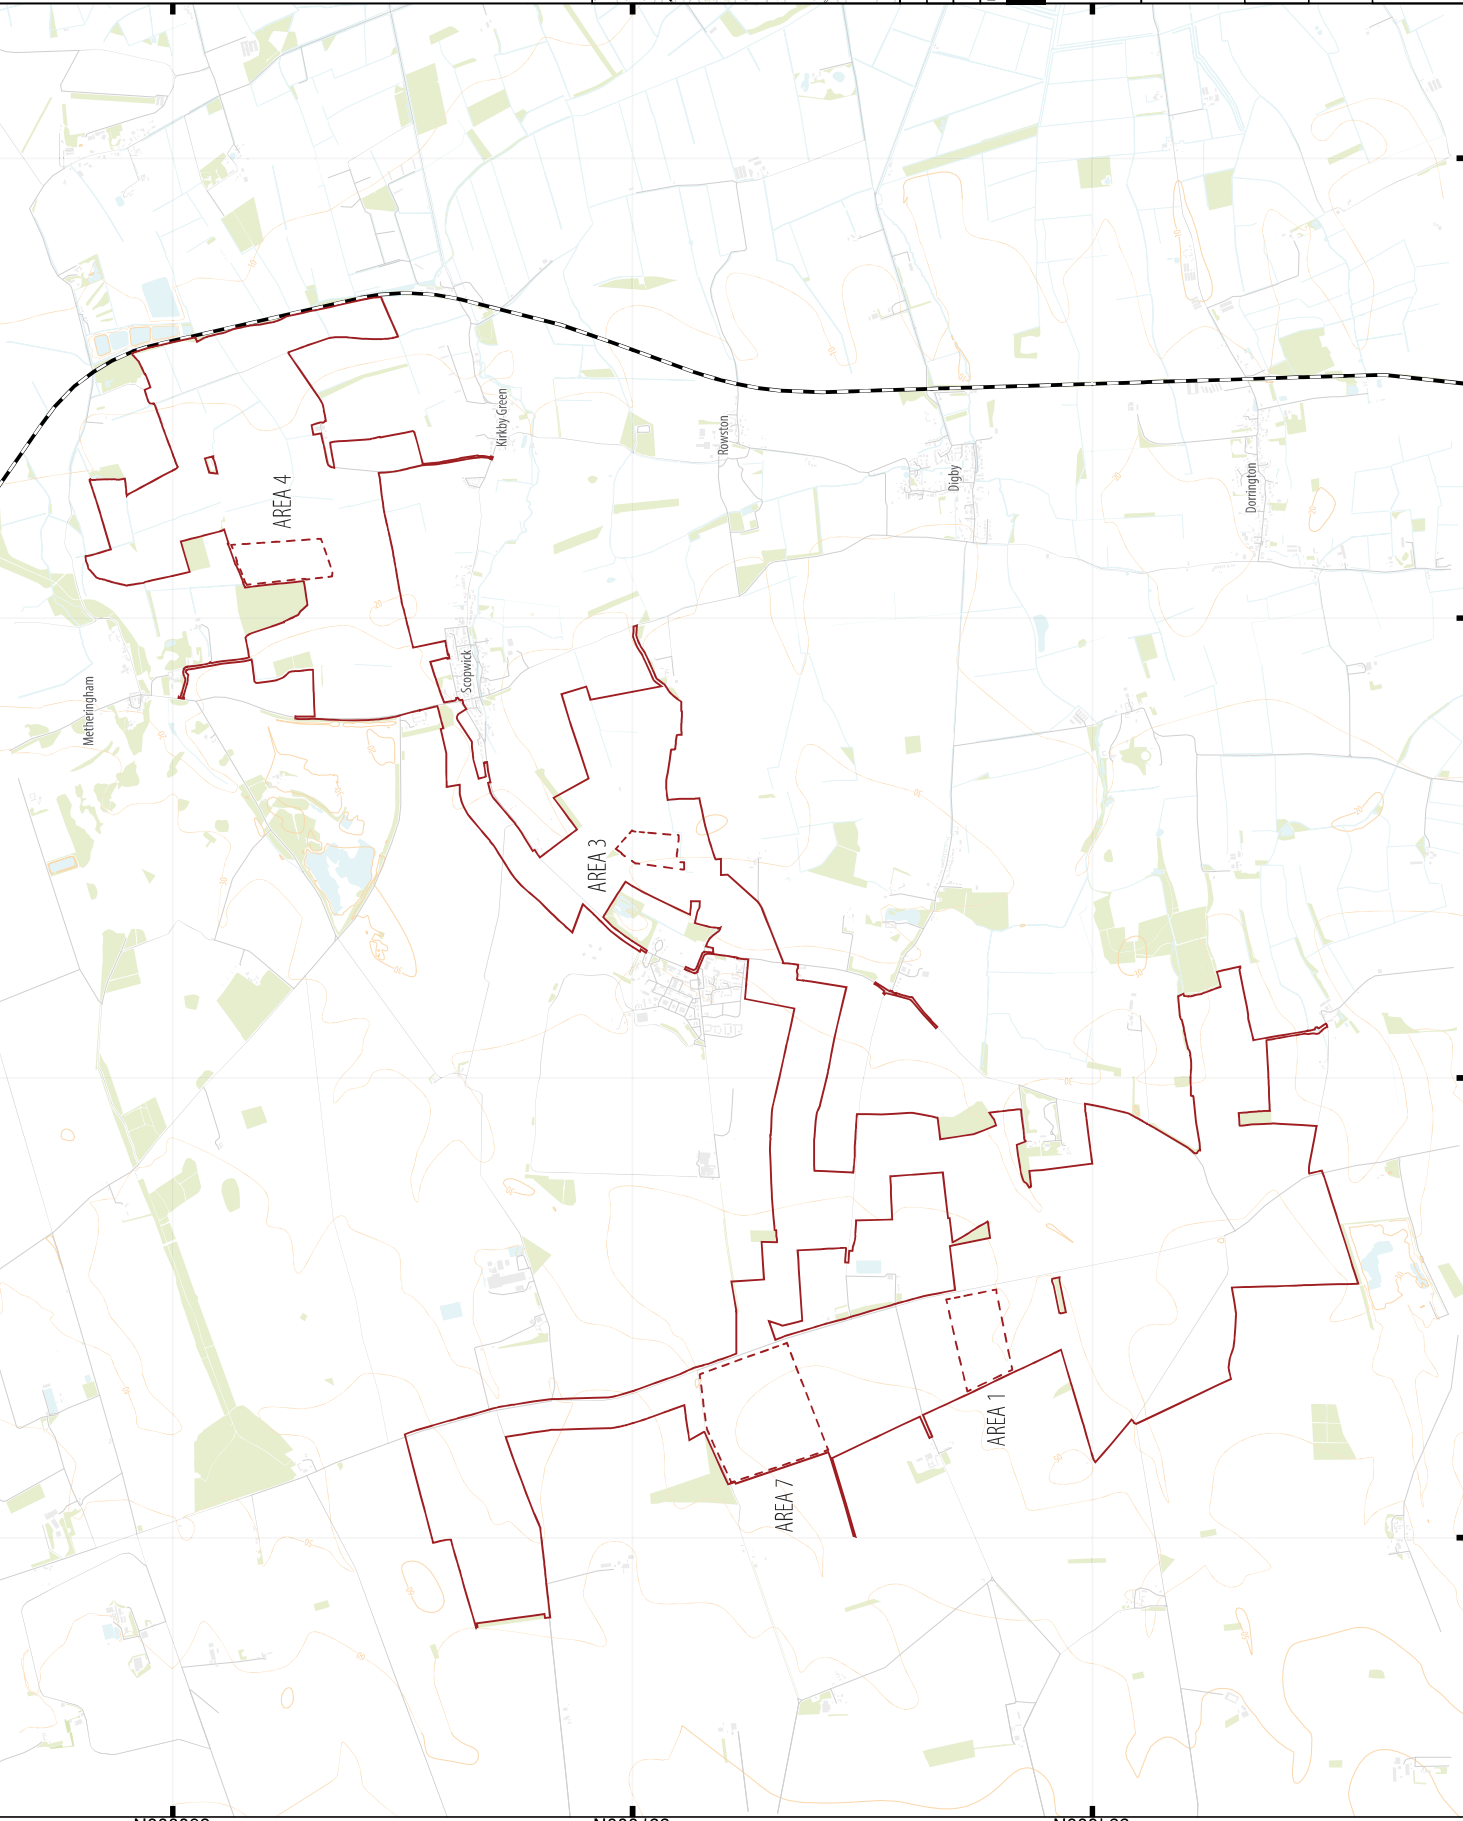 Kirkby Green
Rowston
Digby
Dorrington
AREA 4
Metheringham
Scopwick
AREA 3
AREA 1
AREA 7